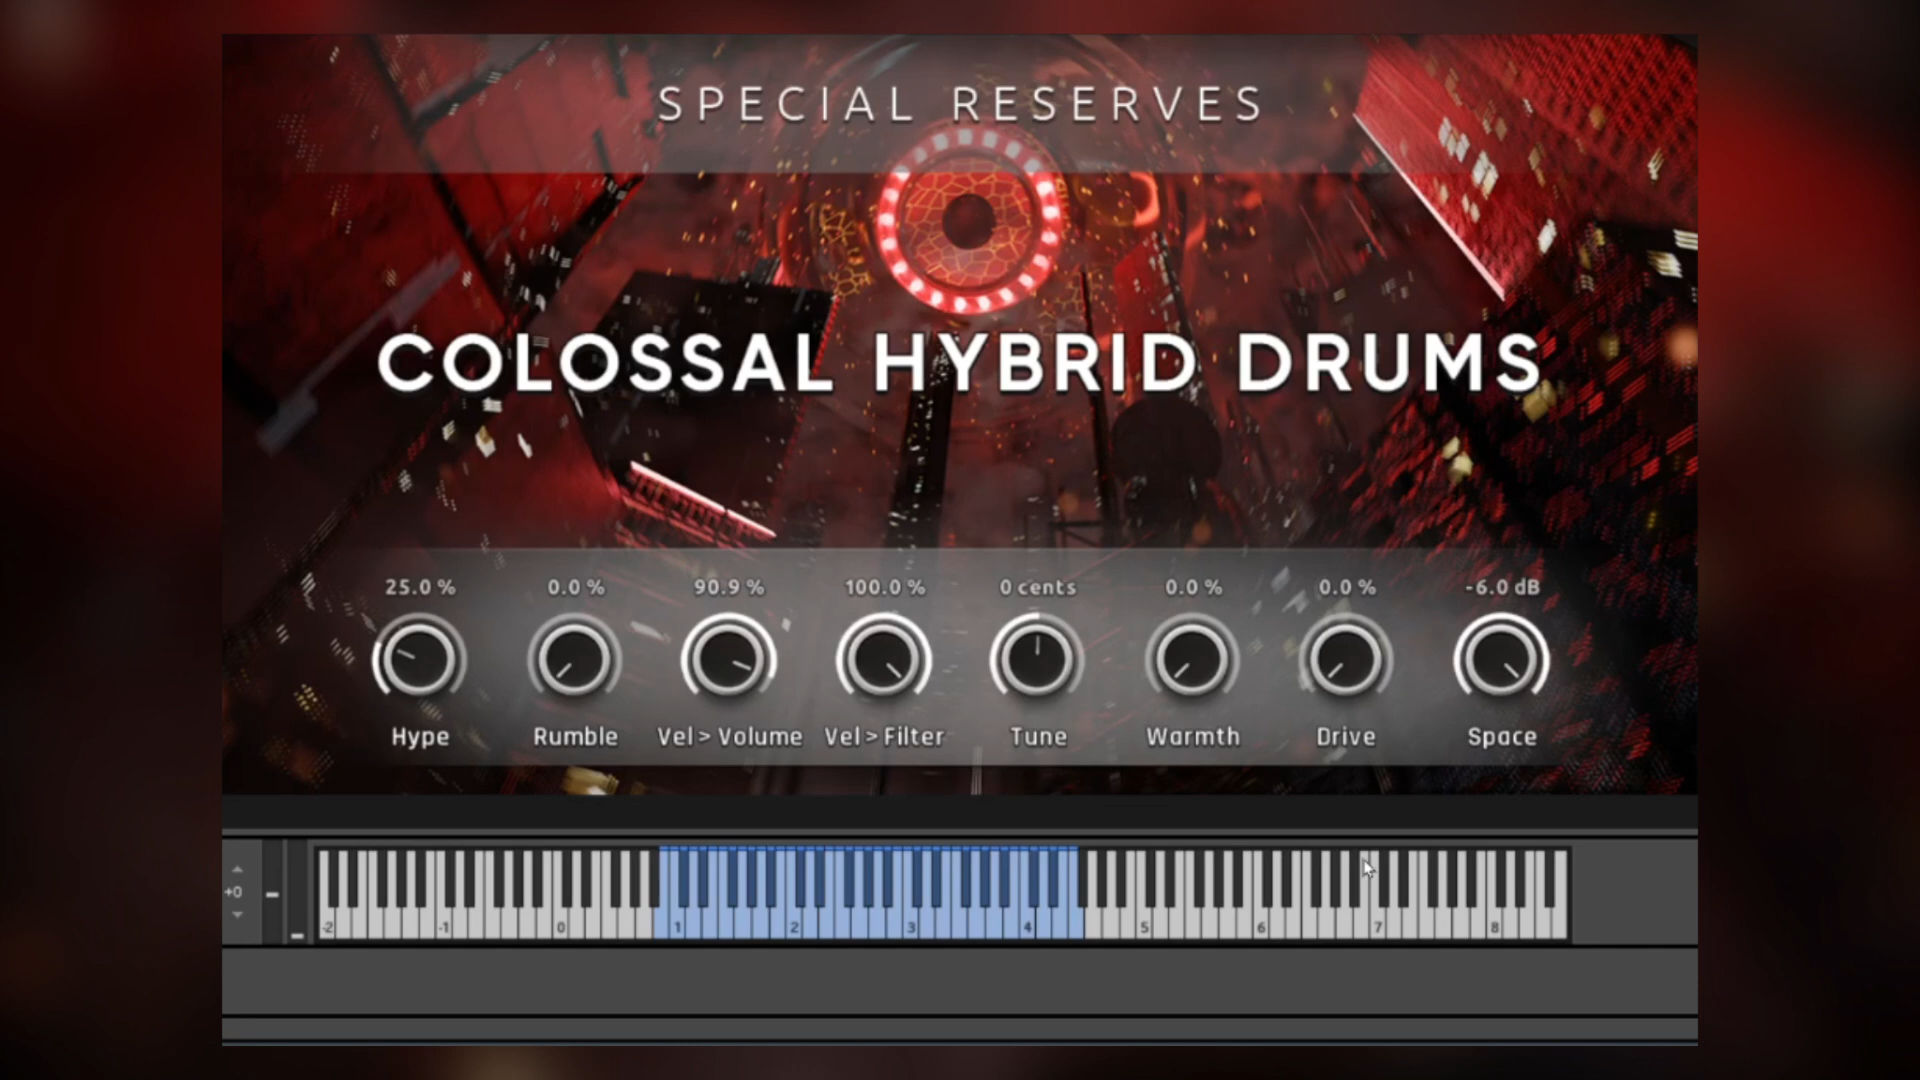 SPECIAL RESERVES
COLOSSAL HYBRID DRUMS
25.0 % 0.0 % 90.9 % 100.0 % 0 cents 0.0 % 0.0 % -6.0 dB
Hype Rumble Vel > Volume Vel > Filter Tune Warmth Drive Space
+0
-2 -1 0 1 2 3 4 5 6 7 8